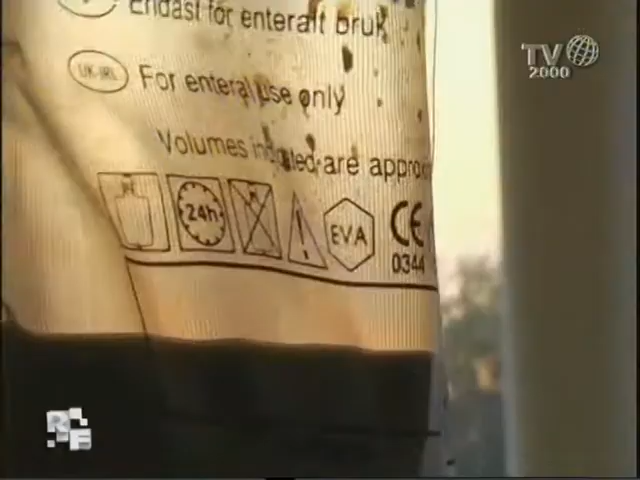 Endast för enteralt bruk
TV
2000
UK-IRL
For enteral use only
Volumes indicated are approx
24h
EVA
CE
0344
RF